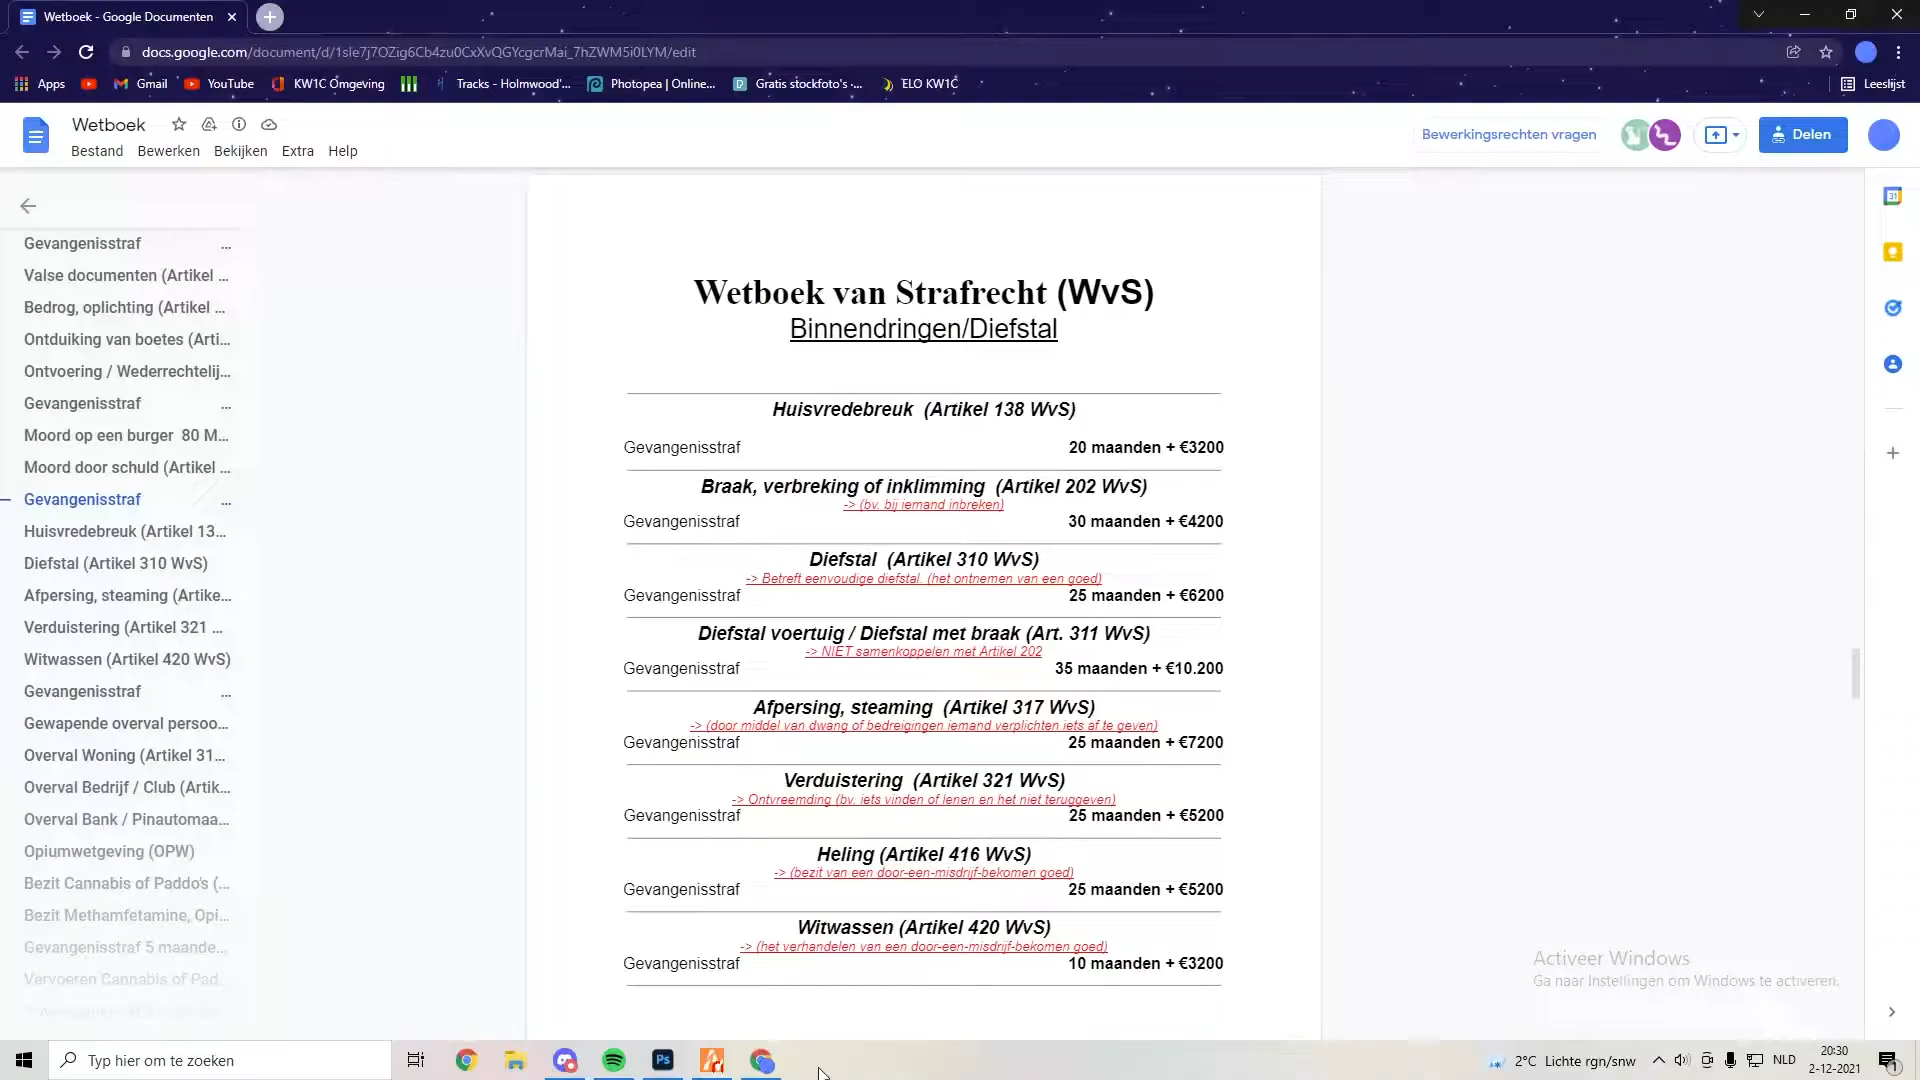 Wetboek - Google Documenten
docs.google.com/document/d/1sle7j7OZig6Cb4zu0CxXvQGYcgcrMai_7hZWM5i0LYM/edit
Apps Gmail YouTube KW1C Omgeving Tracks - Holmwood'... Photopea | Online... Gratis stockfoto's -... ELO KW1C Leeslijst
Wetboek
Bestand Bewerken Bekijken Extra Help
Bewerkingsrechten vragen
Delen
Gevangenisstraf ...
Valse documenten (Artikel ...
Bedrog, oplichting (Artikel ...
Ontduiking van boetes (Arti...
Ontvoering / Wederrechtelij...
Gevangenisstraf ...
Moord op een burger 80 M...
Moord door schuld (Artikel ...
Gevangenisstraf ...
Huisvredebreuk (Artikel 13...
Diefstal (Artikel 310 WvS)
Afpersing, steaming (Artike...
Verduistering (Artikel 321 ...
Witwassen (Artikel 420 WvS)
Gevangenisstraf ...
Gewapende overval persoo...
Overval Woning (Artikel 31...
Overval Bedrijf / Club (Artik...
Overval Bank / Pinautomaa...
Opiumwetgeving (OPW)
Bezit Cannabis of Paddo's (...
Bezit Methamfetamine, Opi...
Gevangenisstraf 5 maande...
Vervoeren Cannabis of Pad...
Wetboek van Strafrecht (WvS)
Binnendringen/Diefstal
Huisvredebreuk (Artikel 138 WvS)
Gevangenisstraf 20 maanden + €3200
Braak, verbreking of inklimming (Artikel 202 WvS)
-> (bv. bij iemand inbreken)
Gevangenisstraf 30 maanden + €4200
Diefstal (Artikel 310 WvS)
-> Betreft eenvoudige diefstal. (het ontnemen van een goed)
Gevangenisstraf 25 maanden + €6200
Diefstal voertuig / Diefstal met braak (Art. 311 WvS)
-> NIET samenkoppelen met Artikel 202
Gevangenisstraf 35 maanden + €10.200
Afpersing, steaming (Artikel 317 WvS)
-> (door middel van dwang of bedreigingen iemand verplichten iets af te geven)
Gevangenisstraf 25 maanden + €7200
Verduistering (Artikel 321 WvS)
-> Ontvreemding (bv. iets vinden of lenen en het niet teruggeven)
Gevangenisstraf 25 maanden + €5200
Heling (Artikel 416 WvS)
-> (bezit van een door-een-misdrijf-bekomen goed)
Gevangenisstraf 25 maanden + €5200
Witwassen (Artikel 420 WvS)
-> (het verhandelen van een door-een-misdrijf-bekomen goed)
Gevangenisstraf 10 maanden + €3200
31
Activeer Windows
Ga naar Instellingen om Windows te activeren.
Typ hier om te zoeken
Ps
2°C Lichte rgn/snw
NLD
20:30
2-12-2021
1